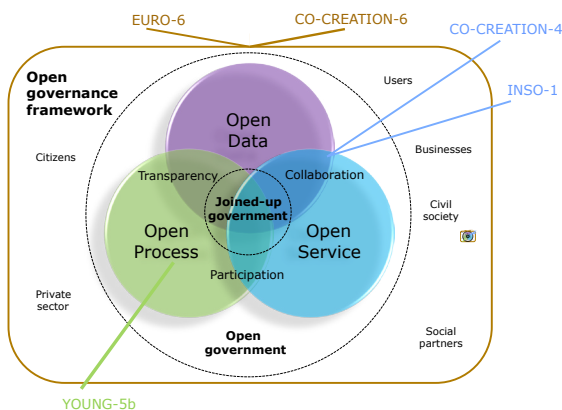 EURO-6
CO-CREATION-6
CO-CREATION-4
INSO-1
Open
governance
framework
Users
Open
Data
Citizens
Businesses
Transparency
Collaboration
Joined-up
government
Civil
society
Open
Process
Open
Service
Participation
Private
sector
Open
government
Social
partners
YOUNG-5b